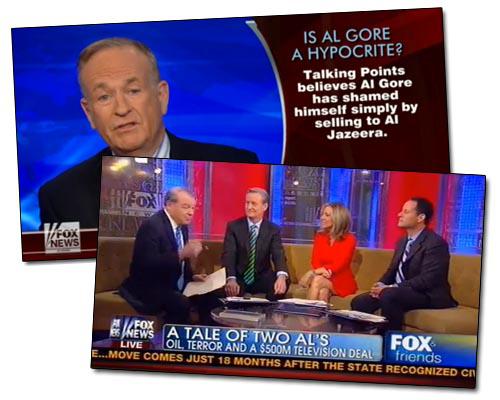 IS AL GORE
A HYPOCRITE?
Talking Points
believes Al Gore
has shamed
himself simply by
selling to Al
Jazeera.
FOX
NEWS
FOX
NEWS
LIVE
A TALE OF TWO AL'S
OIL, TERROR AND A $500M TELEVISION DEAL
FOX
friends
E...MOVE COMES JUST 18 MONTHS AFTER THE STATE RECOGNIZED CIV